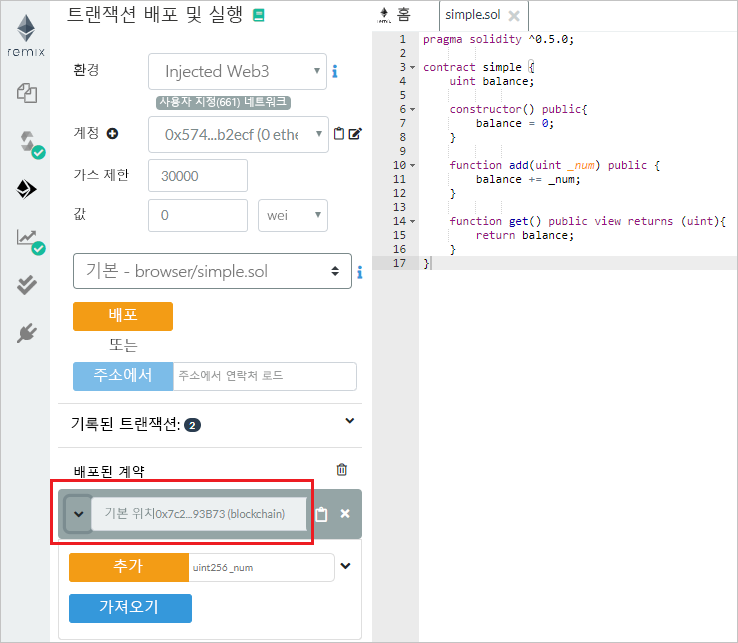 remix
트랜잭션 배포 및 실행
환경
Injected Web3
사용자 지정(661) 네트워크
계정
0x574...b2ecf (0 ethe
가스 제한
30000
값
0
wei
기본 - browser/simple.sol
배포
또는
주소에서
주소에서 연락처 로드
기록된 트랜잭션: 2
배포된 계약
기본 위치0x7c2...93B73 (blockchain)
추가
uint256 _num
가져오기
홈
simple.sol
1 pragma solidity ^0.5.0;
2
3 contract simple {
4 uint balance;
5
6 constructor() public{
7 balance = 0;
8 }
9
10 function add(uint _num) public {
11 balance += _num;
12 }
13
14 function get() public view returns (uint){
15 return balance;
16 }
17 }